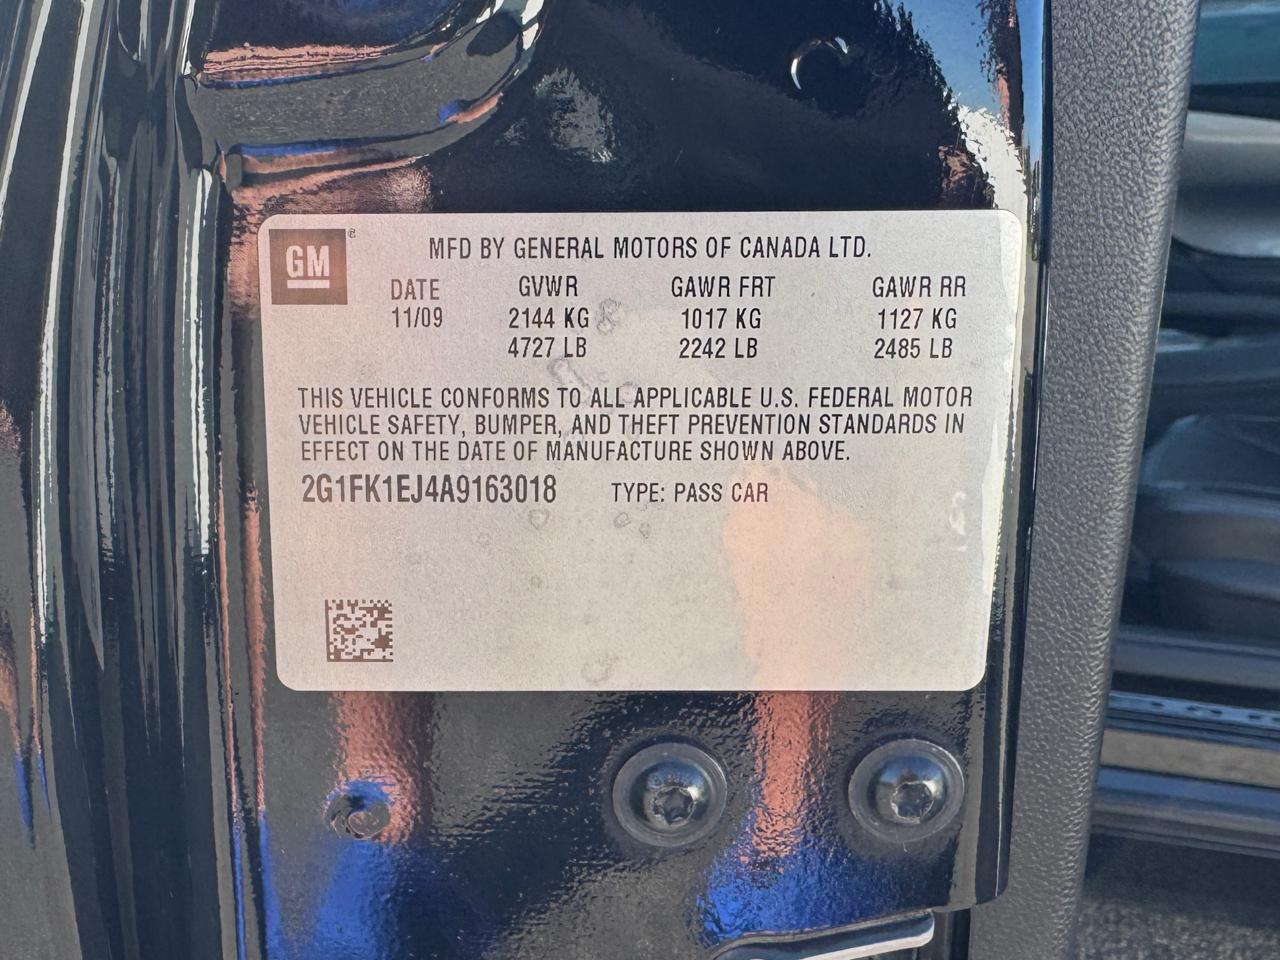 GM ®
MFD BY GENERAL MOTORS OF CANADA LTD.
DATE GVWR GAWR FRT GAWR RR
11/09 2144 KG 1017 KG 1127 KG
4727 LB 2242 LB 2485 LB
THIS VEHICLE CONFORMS TO ALL APPLICABLE U.S. FEDERAL MOTOR
VEHICLE SAFETY, BUMPER, AND THEFT PREVENTION STANDARDS IN
EFFECT ON THE DATE OF MANUFACTURE SHOWN ABOVE.
2G1FK1EJ4A9163018 TYPE: PASS CAR